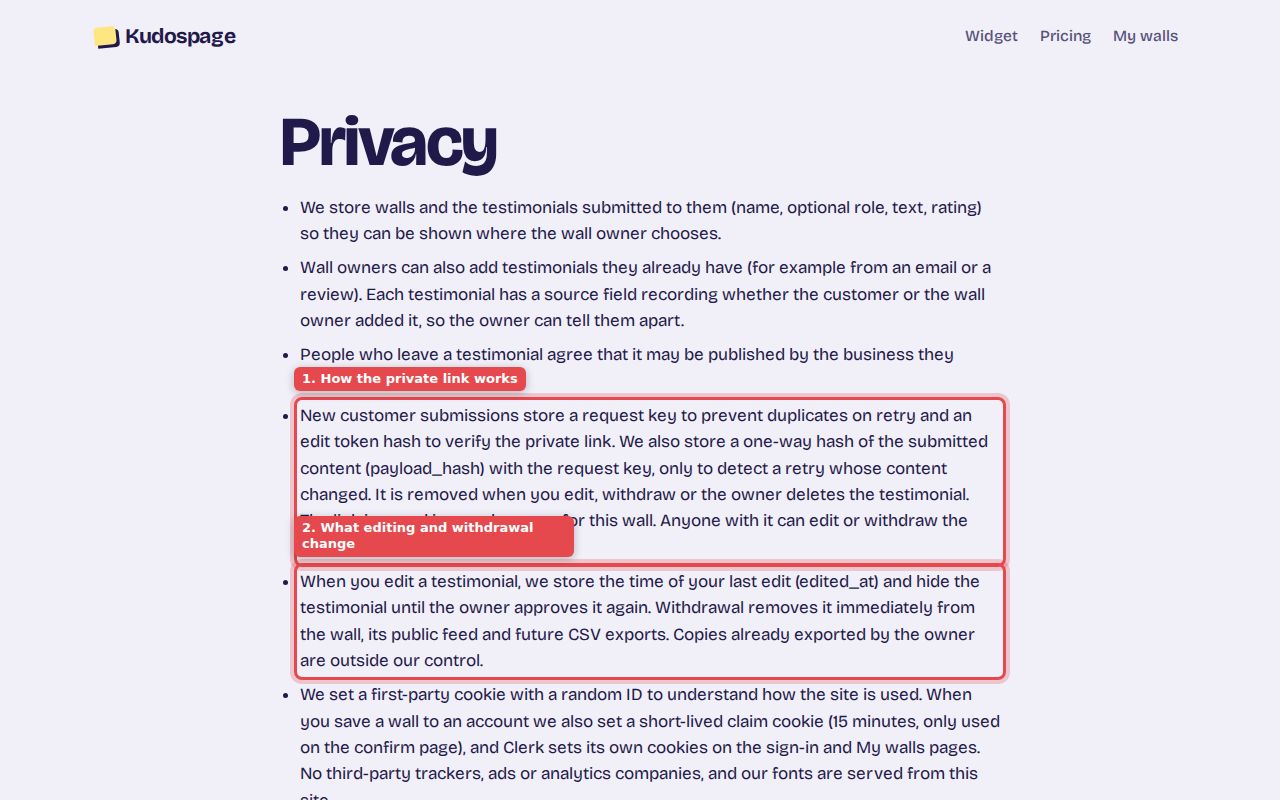 Kudospage
Widget
Pricing
My walls
Privacy
We store walls and the testimonials submitted to them (name, optional role, text, rating)
so they can be shown where the wall owner chooses.
Wall owners can also add testimonials they already have (for example from an email or a
review). Each testimonial has a source field recording whether the customer or the wall
owner added it, so the owner can tell them apart.
People who leave a testimonial agree that it may be published by the business they
1. How the private link works
New customer submissions store a request key to prevent duplicates on retry and an
edit token hash to verify the private link. We also store a one-way hash of the submitted
content (payload_hash) with the request key, only to detect a retry whose content
changed. It is removed when you edit, withdraw or the owner deletes the testimonial.
for this wall. Anyone with it can edit or withdraw the
2. What editing and withdrawal
change
When you edit a testimonial, we store the time of your last edit (edited_at) and hide the
testimonial until the owner approves it again. Withdrawal removes it immediately from
the wall, its public feed and future CSV exports. Copies already exported by the owner
are outside our control.
We set a first-party cookie with a random ID to understand how the site is used. When
you save a wall to an account we also set a short-lived claim cookie (15 minutes, only used
on the confirm page), and Clerk sets its own cookies on the sign-in and My walls pages.
No third-party trackers, ads or analytics companies, and our fonts are served from this
site.